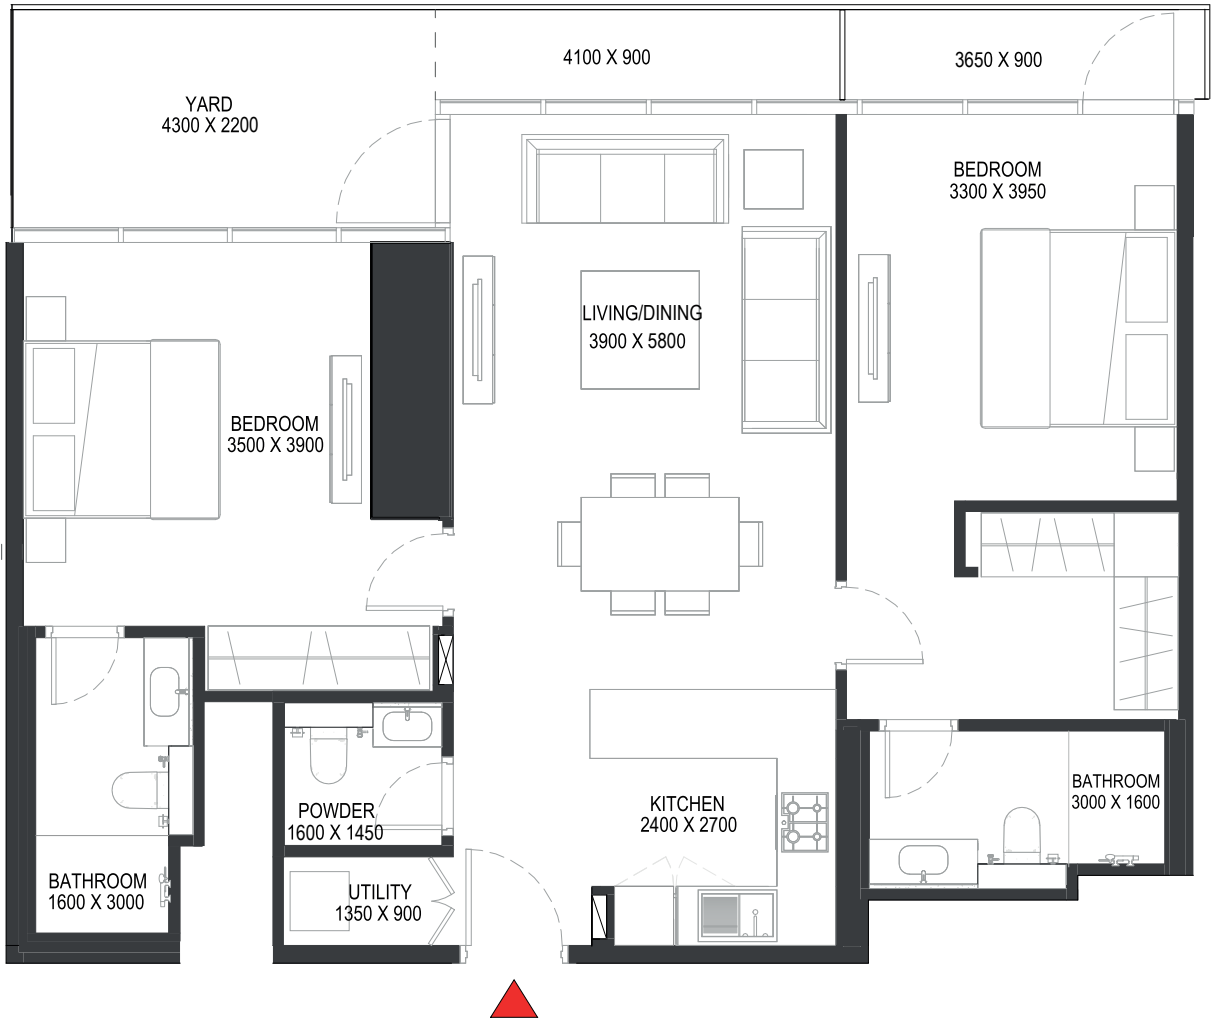 4100 X 900
3650 X 900
YARD
4300 X 2200
BEDROOM
3300 X 3950
LIVING/DINING
3900 X 5800
BEDROOM
3500 X 3900
BATHROOM
3000 X 1600
KITCHEN
2400 X 2700
POWDER
1600 X 1450
BATHROOM
1600 X 3000
UTILITY
1350 X 900